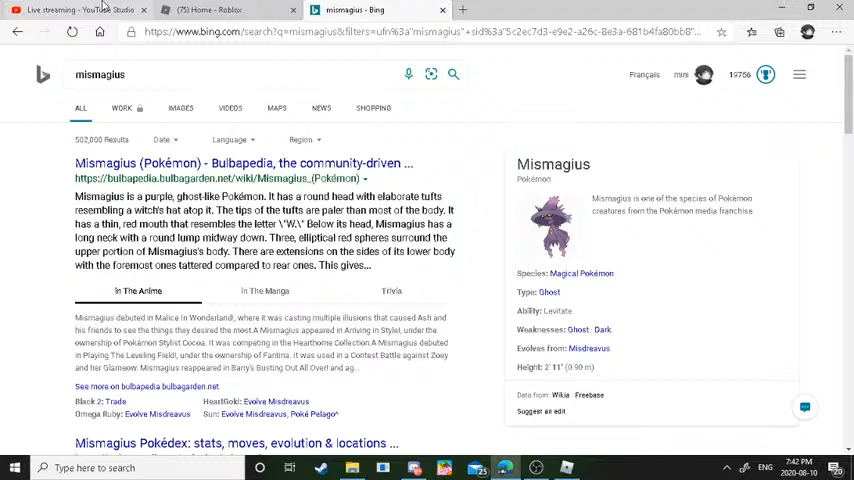 Live streaming - YouTube Studio
(75) Home - Roblox
mismagius - Bing
https://www.bing.com/search?q=mismagius&filters=ufn%3a"mismagius"+sid%3a"5c2ec7d3-e9e2-a26c-8e3a-681b4fa80bb8"...
mismagius
Français
mini
19756
ALL
WORK
IMAGES
VIDEOS
MAPS
NEWS
SHOPPING
502,000 Results
Date
Language
Region
Mismagius (Pokémon) - Bulbapedia, the community-driven ...
https://bulbapedia.bulbagarden.net/wiki/Mismagius_(Pokémon)
Mismagius is a purple, ghost-like Pokémon. It has a round head with elaborate tufts
resembling a witch's hat atop it. The tips of the tufts are paler than most of the body. It
has a thin, red mouth that resembles the letter \"W.\" Below its head, Mismagius has a
long neck with a round lump midway down. Three, elliptical red spheres surround the
upper portion of Mismagius's body. There are extensions on the sides of its lower body
with the foremost ones tattered compared to rear ones. This gives...
In The Anime
In The Manga
Trivia
Mismagius debuted in Malice In Wonderland!, where it was casting multiple illusions that caused Ash and
his friends to see the things they desired the most.A Mismagius appeared in Arriving in Style!, under the
ownership of Pokémon Stylist Cocoa. It was competing in the Hearthome Collection.A Mismagius debuted
in Playing The Leveling Field!, under the ownership of Fantina. It was used in a Contest Battle against Zoey
and her Glameow. Mismagius reappeared in Barry's Busting Out All Over! and ag...
See more on bulbapedia.bulbagarden.net
Black 2: Trade
HeartGold: Evolve Misdreavus
Omega Ruby: Evolve Misdreavus
Sun: Evolve Misdreavus, Poké Pelago^
Mismagius Pokédex: stats, moves, evolution & locations ...
Mismagius
Pokémon
Mismagius is one of the species of Pokémon
creatures from the Pokémon media franchise.
Species: Magical Pokémon
Type: Ghost
Ability: Levitate
Weaknesses: Ghost · Dark
Evolves from: Misdreavus
Height: 2' 11" (0.90 m)
Data from: Wikia · Freebase
Suggest an edit
Type here to search
25
ENG
7:42 PM
2020-08-10
20